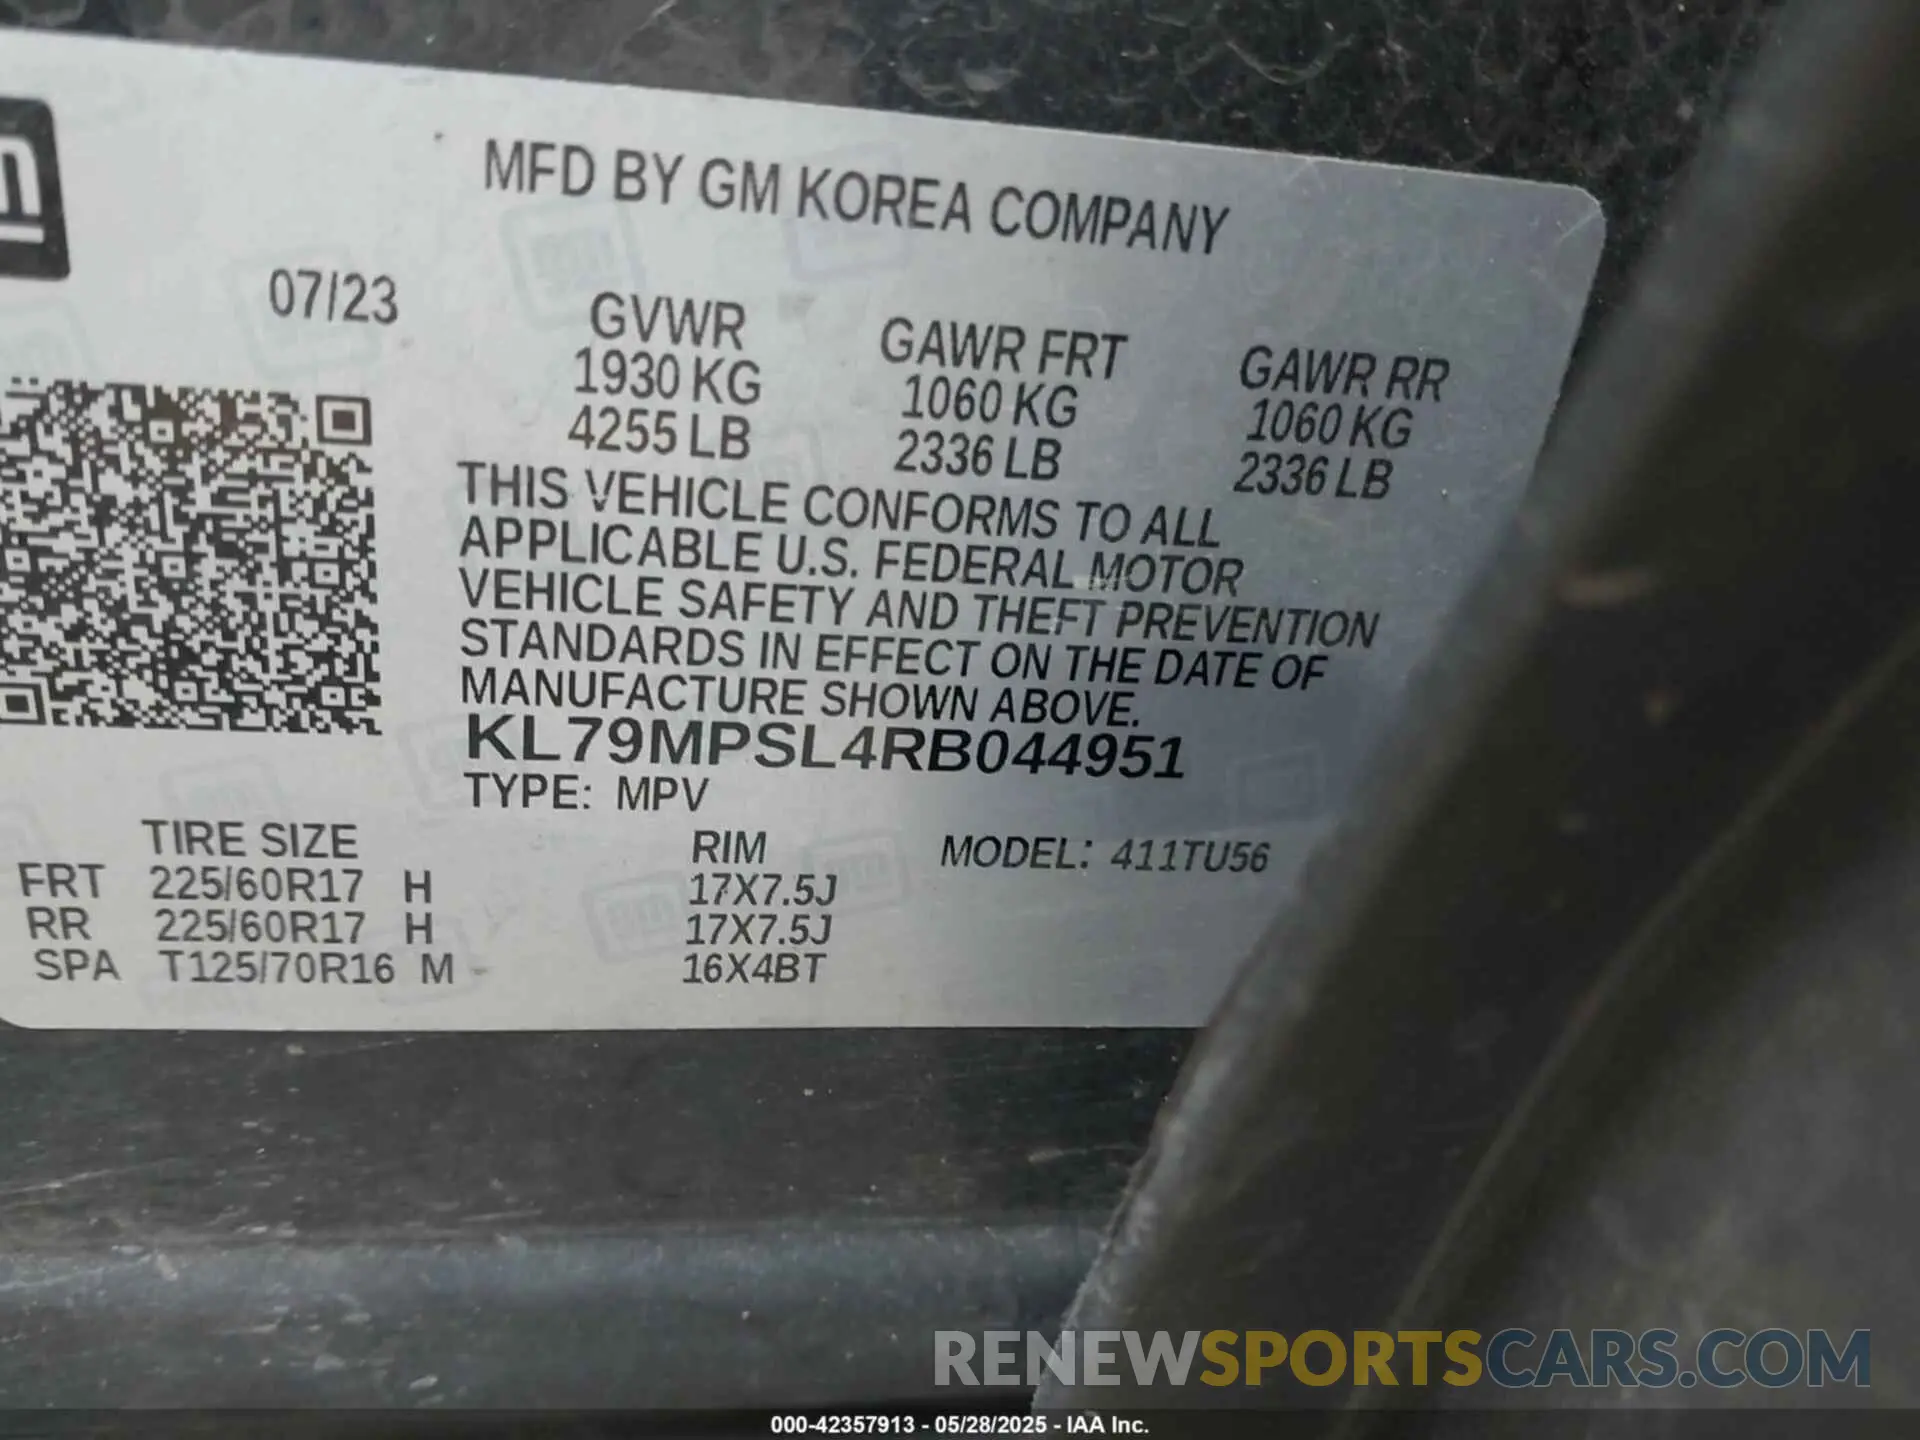 MFD BY GM KOREA COMPANY
07/23
GVWR GAWR FRT GAWR RR
1930 KG 1060 KG 1060 KG
4255 LB 2336 LB 2336 LB
THIS VEHICLE CONFORMS TO ALL
APPLICABLE U.S. FEDERAL MOTOR
VEHICLE SAFETY AND THEFT PREVENTION
STANDARDS IN EFFECT ON THE DATE OF
MANUFACTURE SHOWN ABOVE.
KL79MPSL4RB044951
TYPE: MPV
TIRE SIZE RIM MODEL: 411TU56
FRT 225/60R17 H 17X7.5J
RR 225/60R17 H 17X7.5J
SPA T125/70R16 M 16X4BT
RENEWSPORTSCARS.COM
000-42357913 - 05/28/2025 - IAA Inc.